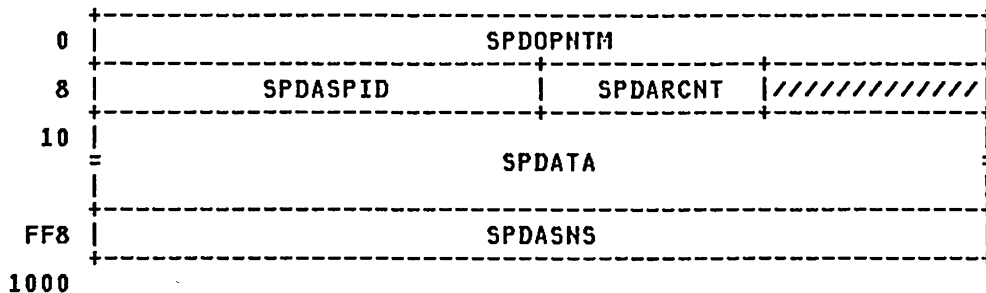 0 SPDOPNTM
8 SPDASPID SPDARCNT /////////////
10
SPDATA
FF8 SPDASNS
1000